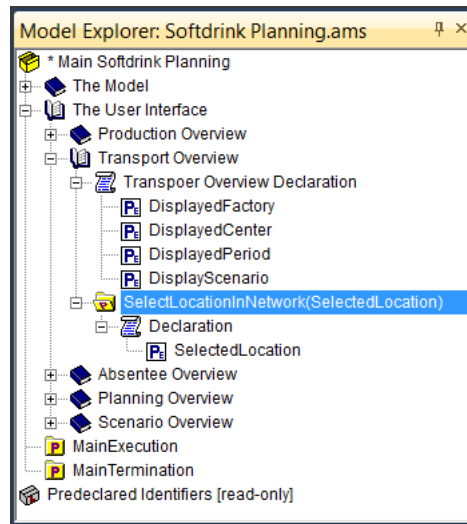 Model Explorer: Softdrink Planning.ams
* Main Softdrink Planning
The Model
The User Interface
Production Overview
Transport Overview
Transpoer Overview Declaration
DisplayedFactory
DisplayedCenter
DisplayedPeriod
DisplayScenario
SelectLocationInNetwork(SelectedLocation)
Declaration
SelectedLocation
Absentee Overview
Planning Overview
Scenario Overview
MainExecution
MainTermination
Predeclared Identifiers [read-only]